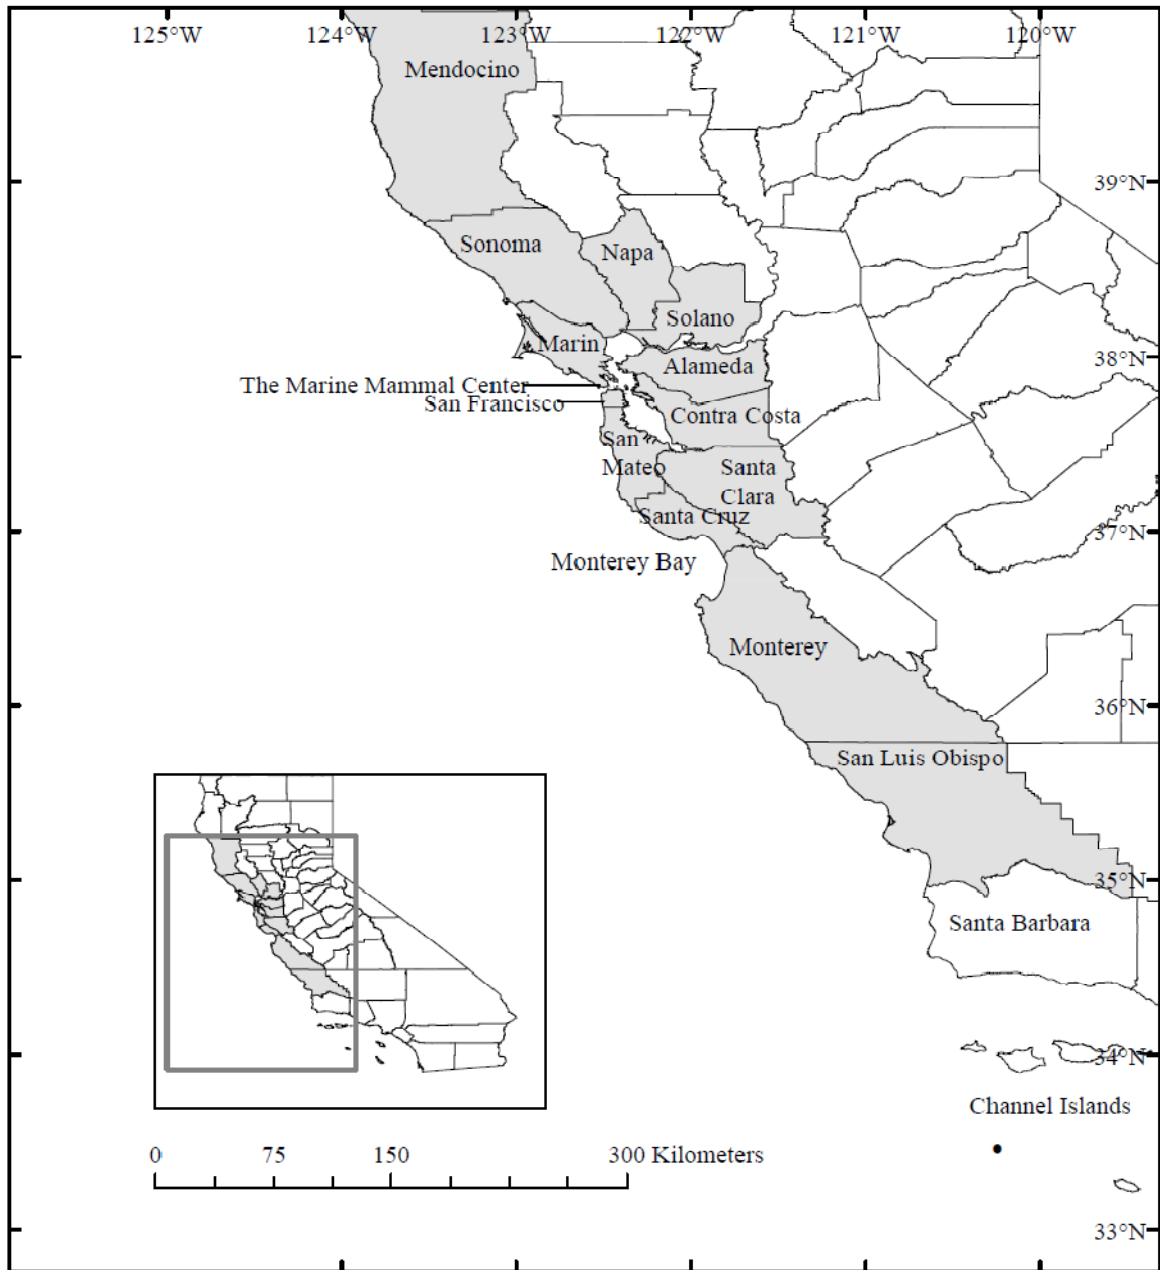 125°W 124°W 123°W 122°W 121°W 120°W
Mendocino
39°N
Sonoma
Napa
Solano
Marin
38°N
Alameda
The Marine Mammal Center
San Francisco
Contra Costa
San
Mateo
Santa
Clara
Santa Cruz
37°N
Monterey Bay
Monterey
36°N
San Luis Obispo
35°N
Santa Barbara
34°N
Channel Islands
0 75 150 300 Kilometers
33°N